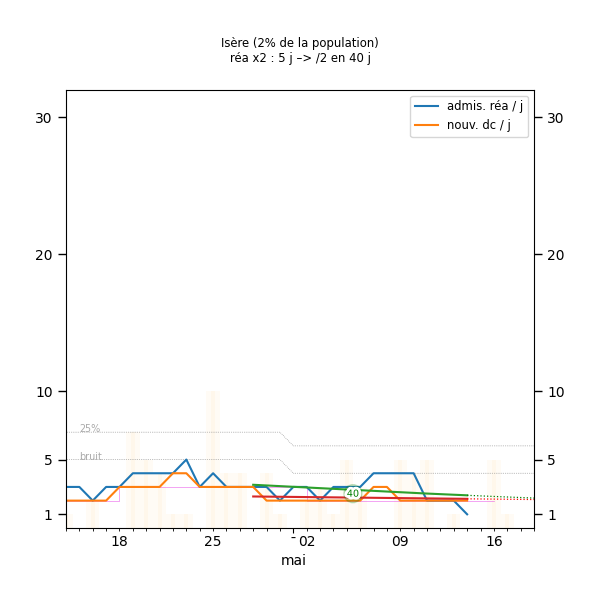 Isère (2% de la population)
réa x2 : 5 j –> /2 en 40 j
admis. réa / j
nouv. dc / j
30
30
20
20
10
10
25%
bruit
5
5
40
1
1
18
25
02
09
16
mai